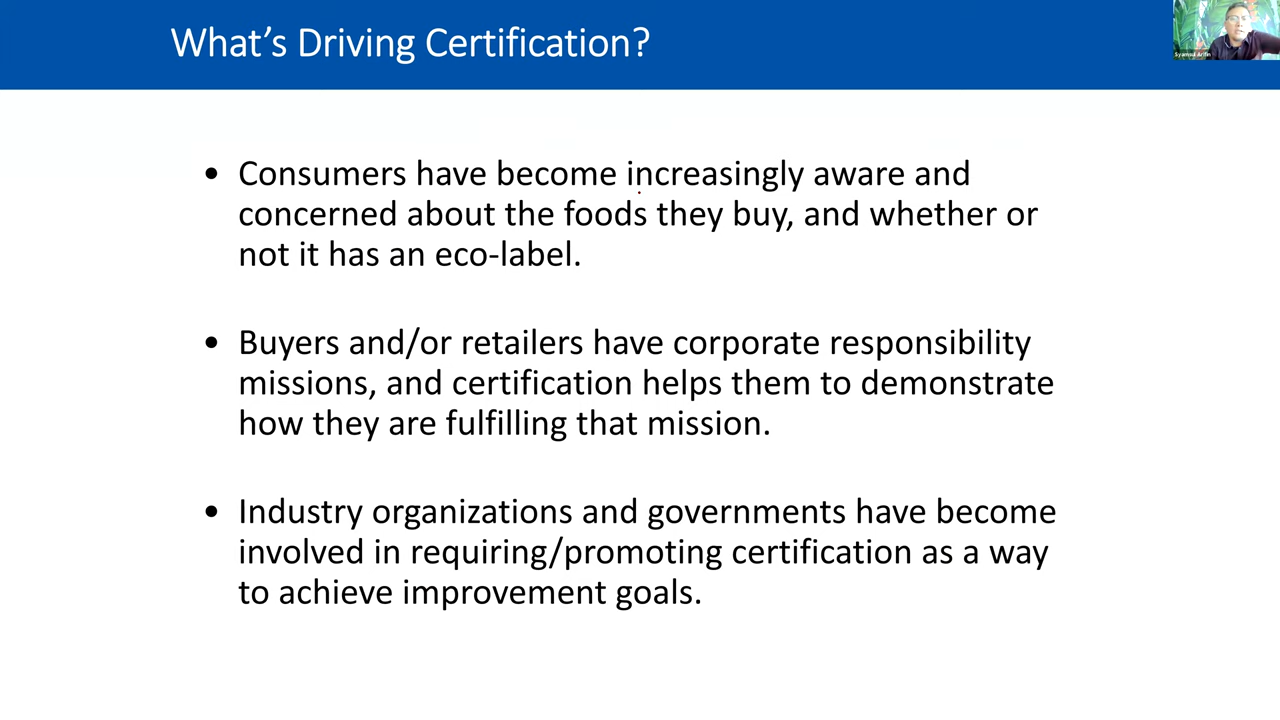 What's Driving Certification?
Syamsul Arifin
• Consumers have become increasingly aware and
concerned about the foods they buy, and whether or
not it has an eco-label.
• Buyers and/or retailers have corporate responsibility
missions, and certification helps them to demonstrate
how they are fulfilling that mission.
• Industry organizations and governments have become
involved in requiring/promoting certification as a way
to achieve improvement goals.